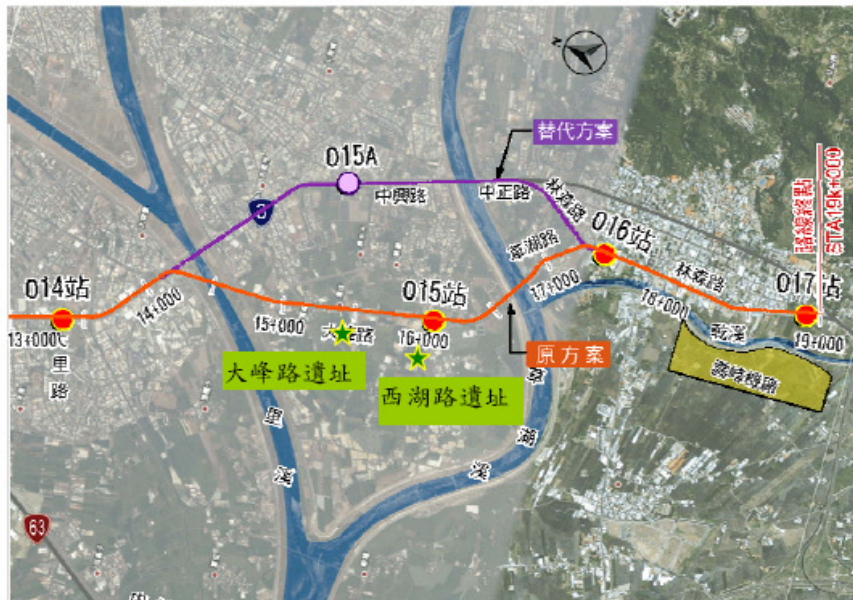 N
替代方案
O15A
中興路
中正路
林森路
3
路線終點
STA19k+000
O16站
O14站
草湖路
O17站
14+000
O15站
17+000
林森路
15+000
18+000
13+000
大里路
大峰路
16+000
乾溪
19+000
原方案
大峰路遺址
西湖路遺址
霧峰機廠
里
溪
草
湖
溪
63